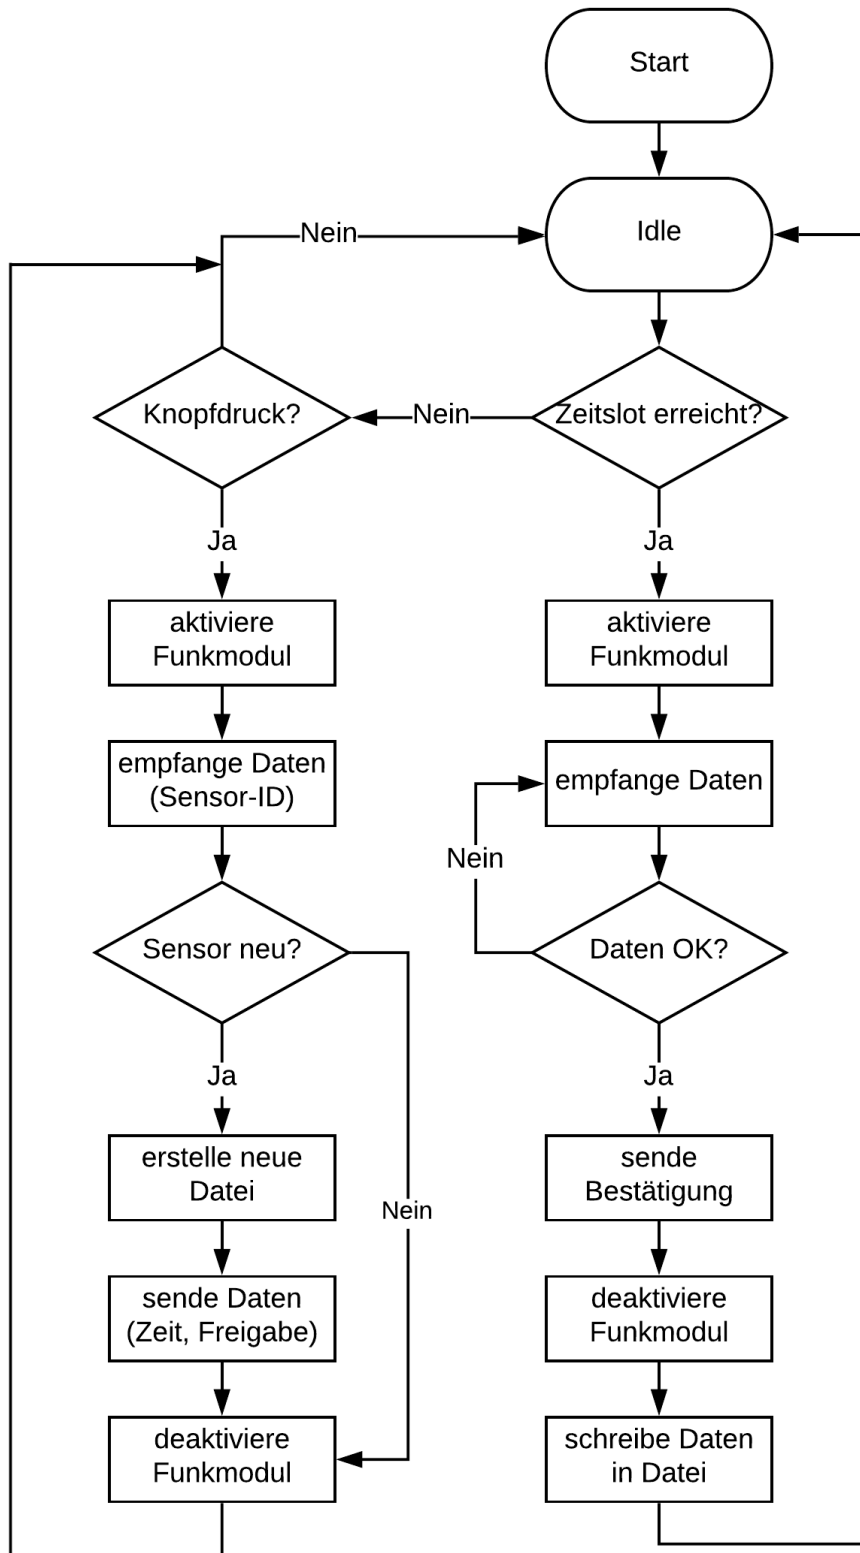 Start
Nein
Idle
Knopfdruck?
Nein
Zeitslot erreicht?
Ja
Ja
aktiviere
Funkmodul
aktiviere
Funkmodul
empfange Daten
(Sensor-ID)
empfange Daten
Nein
Sensor neu?
Daten OK?
Ja
Ja
erstelle neue
Datei
sende
Bestätigung
Nein
sende Daten
(Zeit, Freigabe)
deaktiviere
Funkmodul
deaktiviere
Funkmodul
schreibe Daten
in Datei